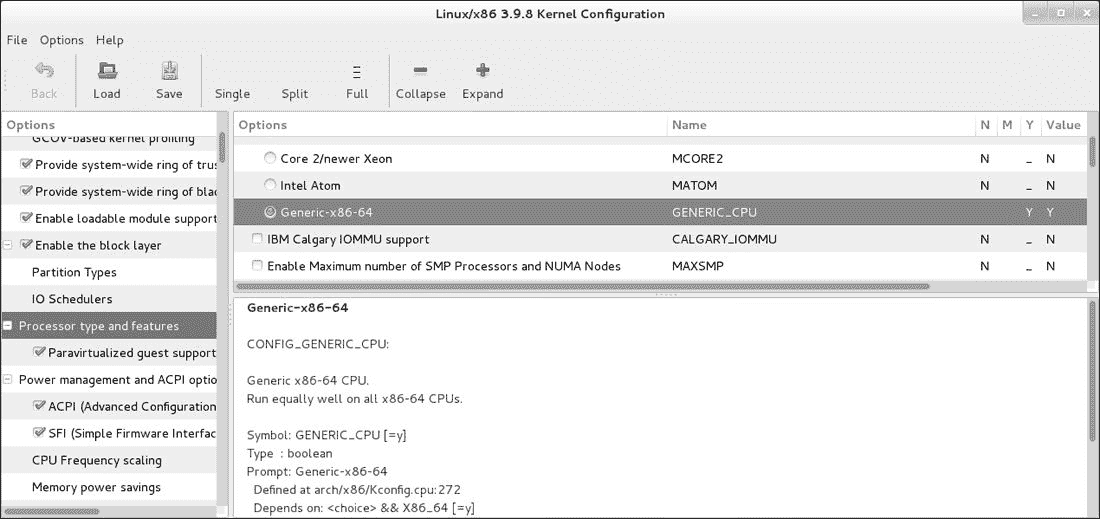 Linux/x86 3.9.8 Kernel Configuration
File Options Help
Back Load Save Single Split Full Collapse Expand
Options
GCOV-based kernel profiling
Provide system-wide ring of trus
Provide system-wide ring of blac
Enable loadable module support
Enable the block layer
Partition Types
IO Schedulers
Processor type and features
Paravirtualized guest support
Power management and ACPI optio
ACPI (Advanced Configuration
SFI (Simple Firmware Interfac
CPU Frequency scaling
Memory power savings
Options Name N M Y Value
Core 2/newer Xeon MCORE2 N _ N
Intel Atom MATOM N _ N
Generic-x86-64 GENERIC_CPU Y Y
IBM Calgary IOMMU support CALGARY_IOMMU N _ N
Enable Maximum number of SMP Processors and NUMA Nodes MAXSMP N _ N
Generic-x86-64
CONFIG_GENERIC_CPU:
Generic x86-64 CPU.
Run equally well on all x86-64 CPUs.
Symbol: GENERIC_CPU [=y]
Type : boolean
Prompt: Generic-x86-64
Defined at arch/x86/Kconfig.cpu:272
Depends on: <choice> && X86_64 [=y]